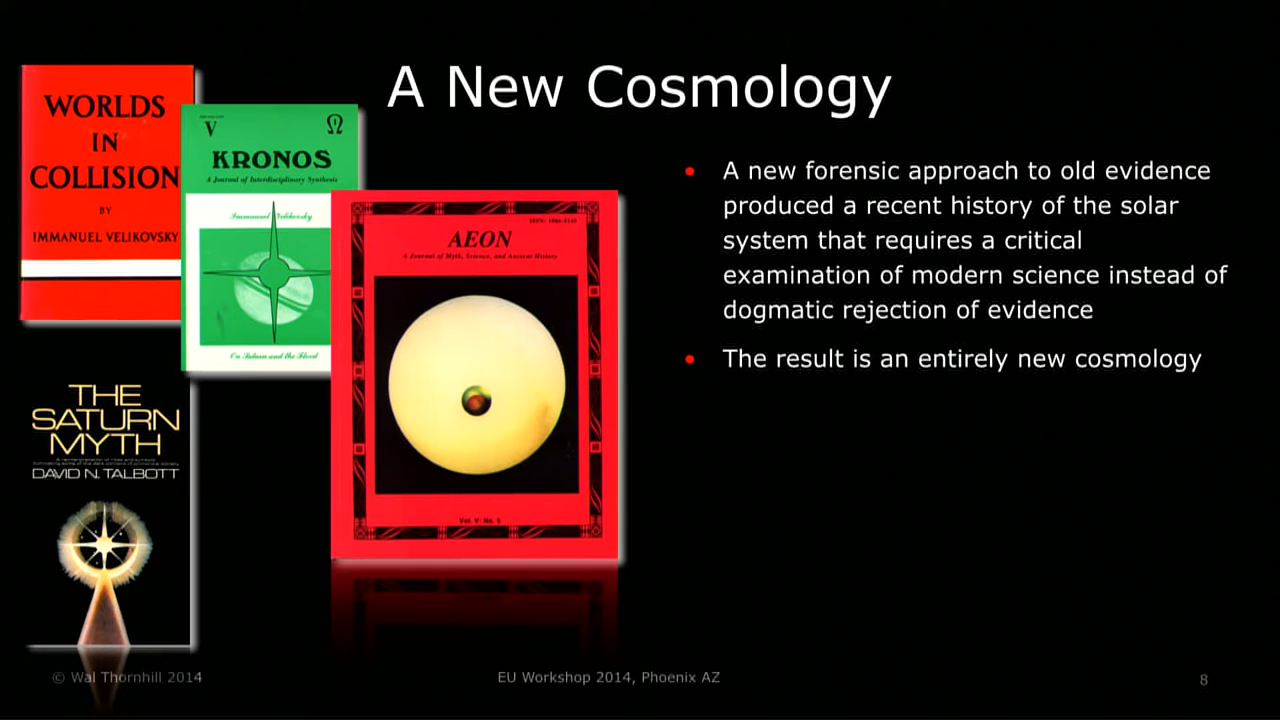 A New Cosmology
WORLDS
IN
COLLISION
BY
IMMANUEL VELIKOVSKY
V
Ω
KRONOS
A Journal of Interdisciplinary Synthesis
Immanuel Velikovsky
On Saturn and the Flood
AEON
A Journal of Myth, Science, and Ancient History
Vol. V: No. 5
THE
SATURN
MYTH
DAVID N. TALBOTT
• A new forensic approach to old evidence
produced a recent history of the solar
system that requires a critical
examination of modern science instead of
dogmatic rejection of evidence
• The result is an entirely new cosmology
© Wal Thornhill 2014
EU Workshop 2014, Phoenix AZ
8